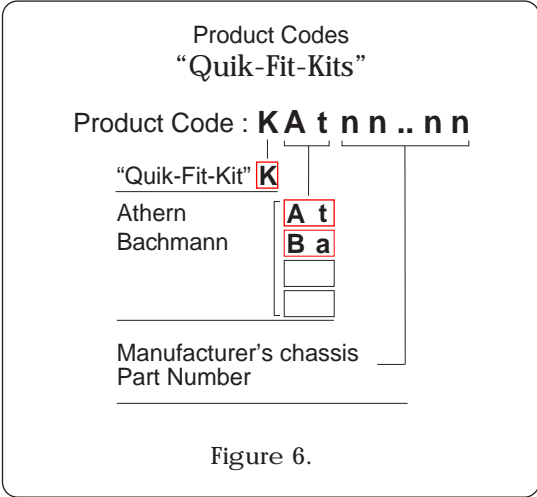 Product Codes
“Quik-Fit-Kits”
Product Code : K A t n n .. n n
“Quik-Fit-Kit” K
Athern A t
Bachmann B a
Manufacturer’s chassis
Part Number
Figure 6.